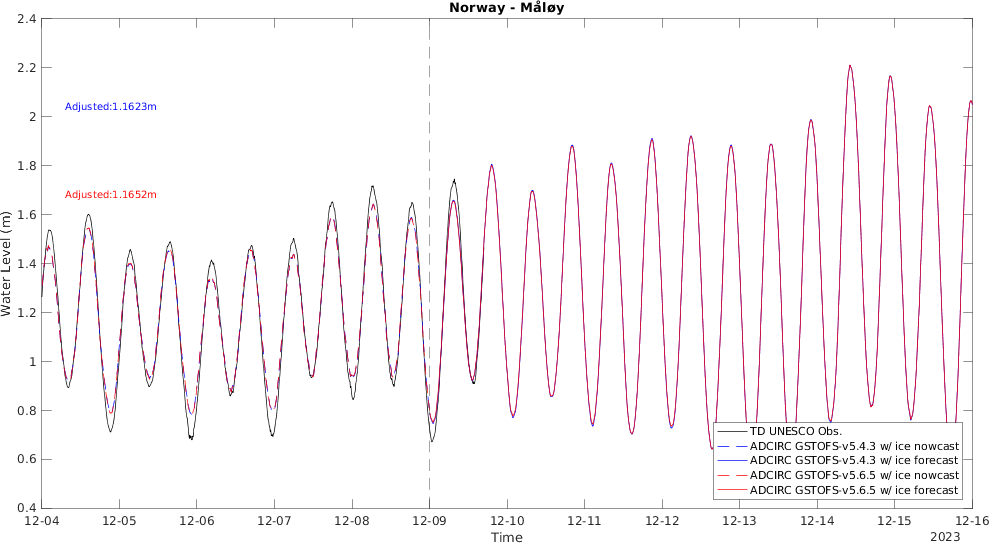 Norway - Måløy
2.4
2.2
2
1.8
1.6
1.4
1.2
1
0.8
0.6
0.4
Water Level (m)
Adjusted:1.1623m
Adjusted:1.1652m
TD UNESCO Obs.
ADCIRC GSTOFS-v5.4.3 w/ ice nowcast
ADCIRC GSTOFS-v5.4.3 w/ ice forecast
ADCIRC GSTOFS-v5.6.5 w/ ice nowcast
ADCIRC GSTOFS-v5.6.5 w/ ice forecast
12-04 12-05 12-06 12-07 12-08 12-09 12-10 12-11 12-12 12-13 12-14 12-15 12-16
Time
2023